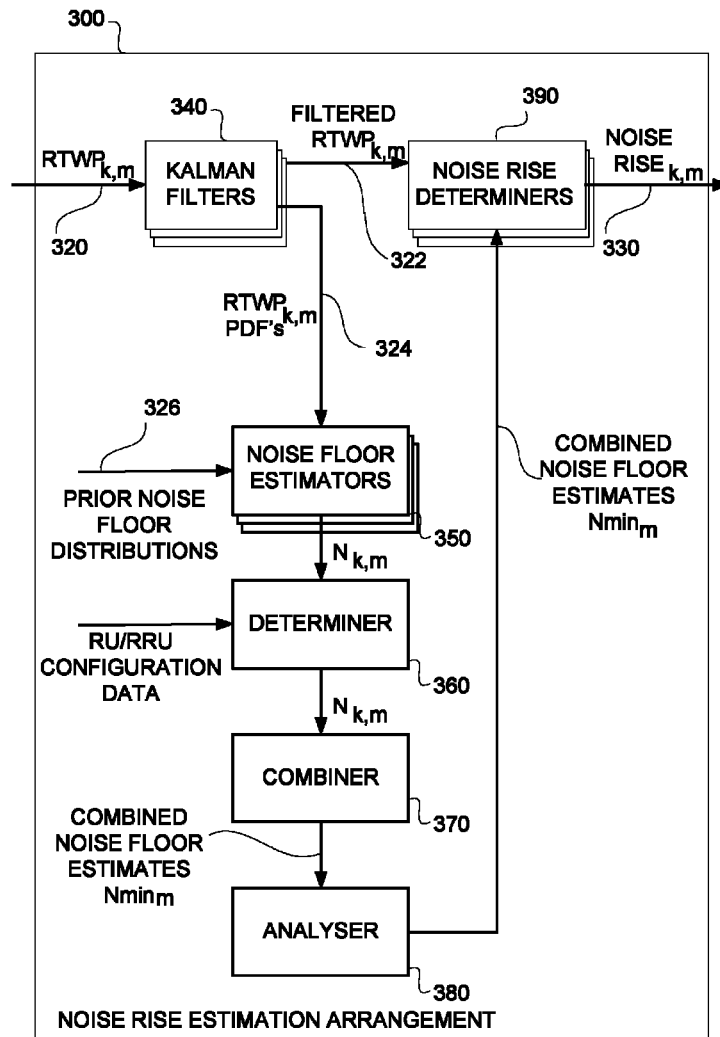 300
340
FILTERED
RTWP k,m
390
NOISE
RISE k,m
RTWP k,m
KALMAN
FILTERS
NOISE RISE
DETERMINERS
320
322
330
RTWP
PDF's k,m
324
326
NOISE FLOOR
ESTIMATORS
PRIOR NOISE
FLOOR
DISTRIBUTIONS
350
COMBINED
NOISE FLOOR
ESTIMATES
Nmin m
N k,m
DETERMINER
RU/RRU
CONFIGURATION
DATA
360
N k,m
COMBINER
370
COMBINED
NOISE FLOOR
ESTIMATES
Nmin m
ANALYSER
380
NOISE RISE ESTIMATION ARRANGEMENT